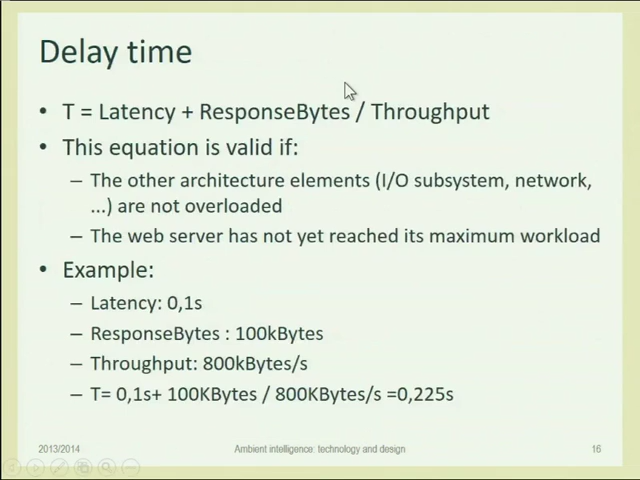 Delay time
• T = Latency + ResponseBytes / Throughput
• This equation is valid if:
– The other architecture elements (I/O subsystem, network,
...) are not overloaded
– The web server has not yet reached its maximum workload
• Example:
– Latency: 0,1s
– ResponseBytes : 100kBytes
– Throughput: 800kBytes/s
– T= 0,1s+ 100KBytes / 800KBytes/s =0,225s
2013/2014 Ambient intelligence: technology and design 16